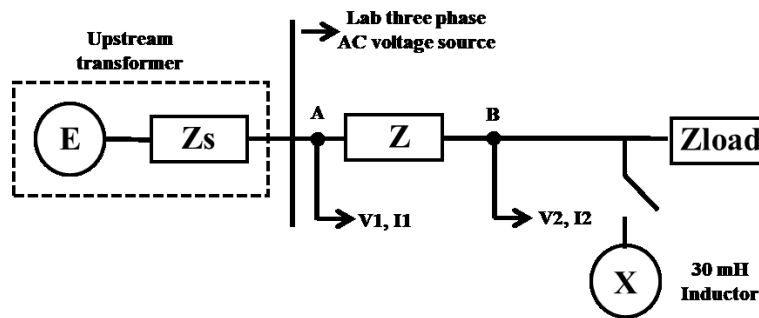 Lab three phase
AC voltage source
Upstream
transformer
A
B
E
Zs
Z
Zload
V1, I1
V2, I2
X
30 mH
Inductor